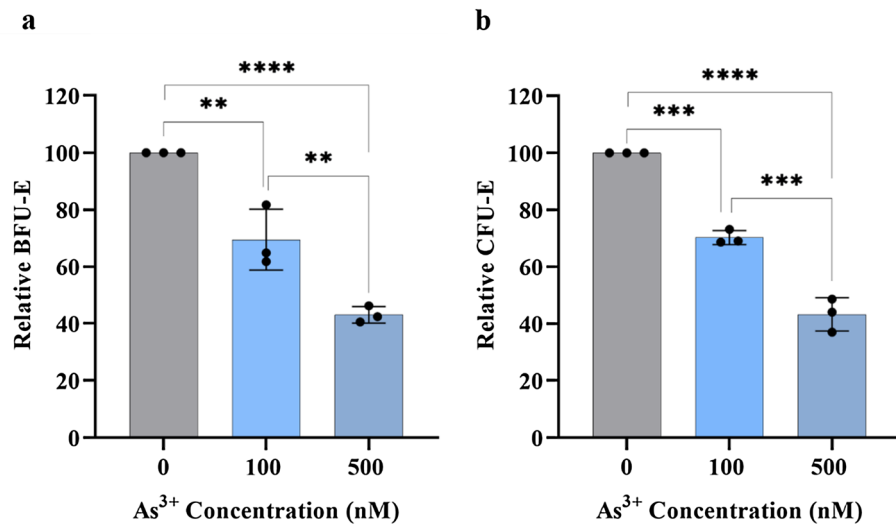 a
****
**
**
120
100
80
60
40
20
0
Relative BFU-E
0 100 500
As³⁺ Concentration (nM)
b
****
***
***
120
100
80
60
40
20
0
Relative CFU-E
0 100 500
As³⁺ Concentration (nM)